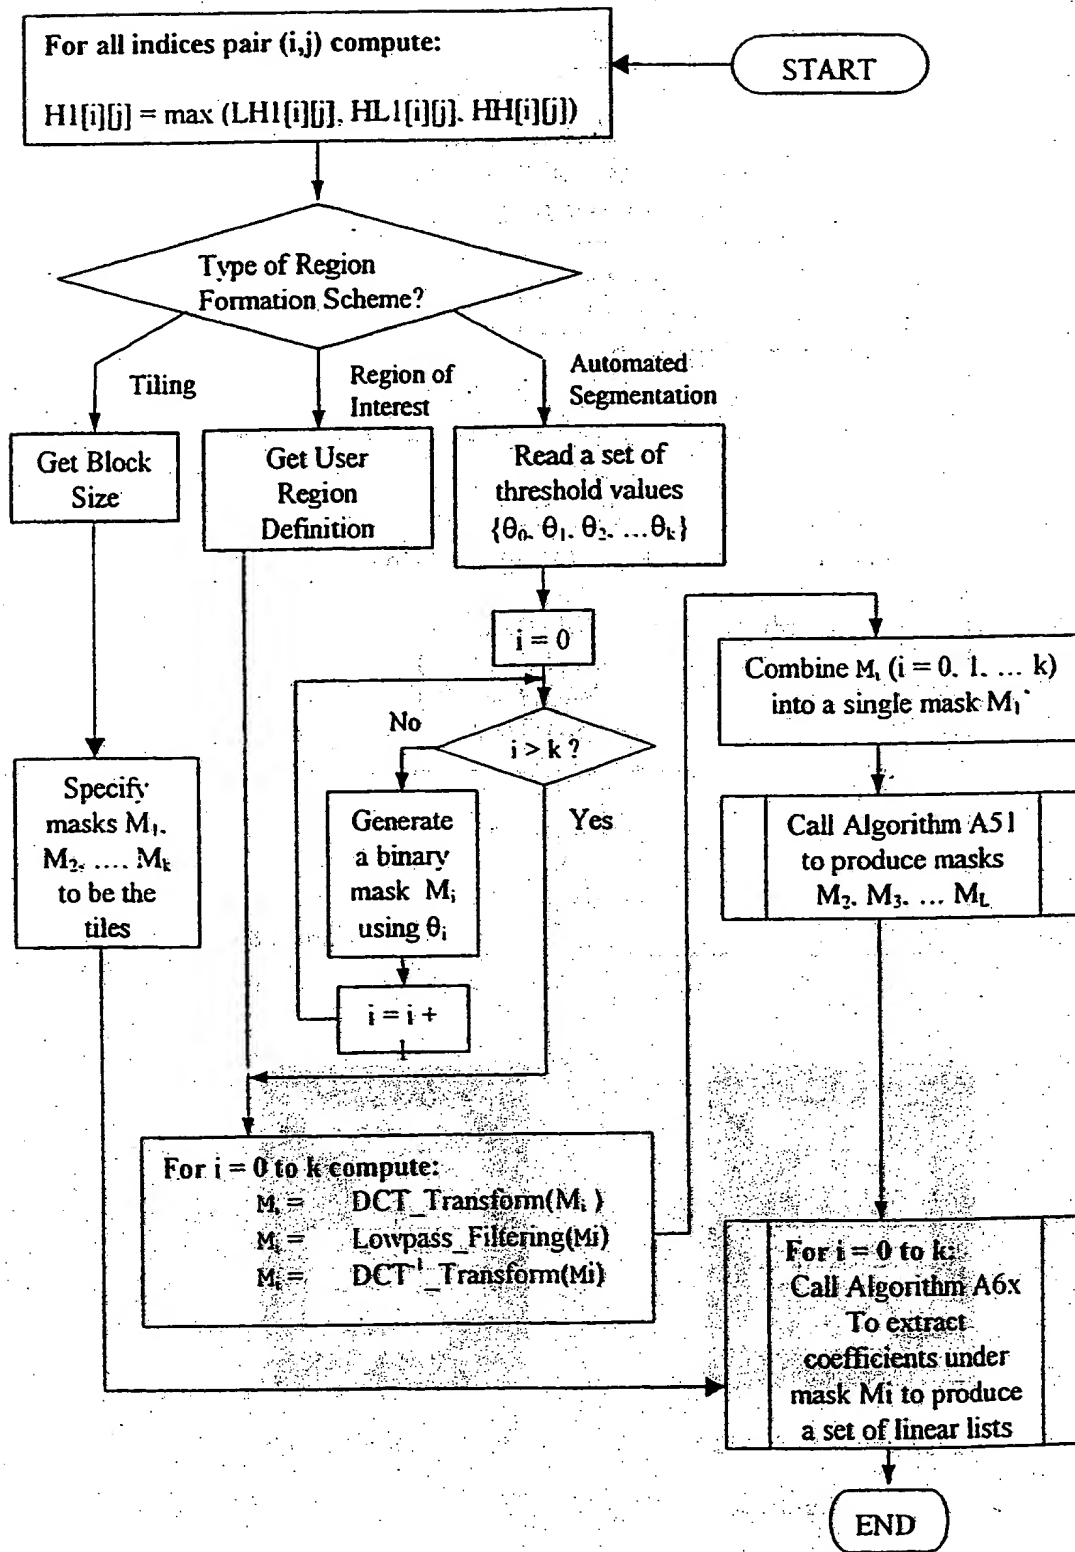 For all indices pair (i,j) compute:
H1[i][j] = max (LH1[i][j], HL1[i][j], HH[i][j])
START
Type of Region
Formation Scheme?
Tiling
Region of
Interest
Automated
Segmentation
Get Block
Size
Get User
Region
Definition
Read a set of
threshold values
{θ₀, θ₁, θ₂, …θₖ}
i = 0
No
i > k ?
Yes
Generate
a binary
mask Mᵢ
using θᵢ
i = i +
1
Specify
masks M₁,
M₂, …, Mₖ
to be the
tiles
For i = 0 to k compute:
Mᵢ = DCT_Transform(Mᵢ )
Mᵢ = Lowpass_Filtering(Mi)
Mᵢ = DCT⁻¹_Transform(Mi)
Combine Mᵢ (i = 0, 1, … k)
into a single mask M₁
Call Algorithm A51
to produce masks
M₂, M₃, … M_L
For i = 0 to k:
Call Algorithm A6x
To extract
coefficients under
mask Mi to produce
a set of linear lists
END